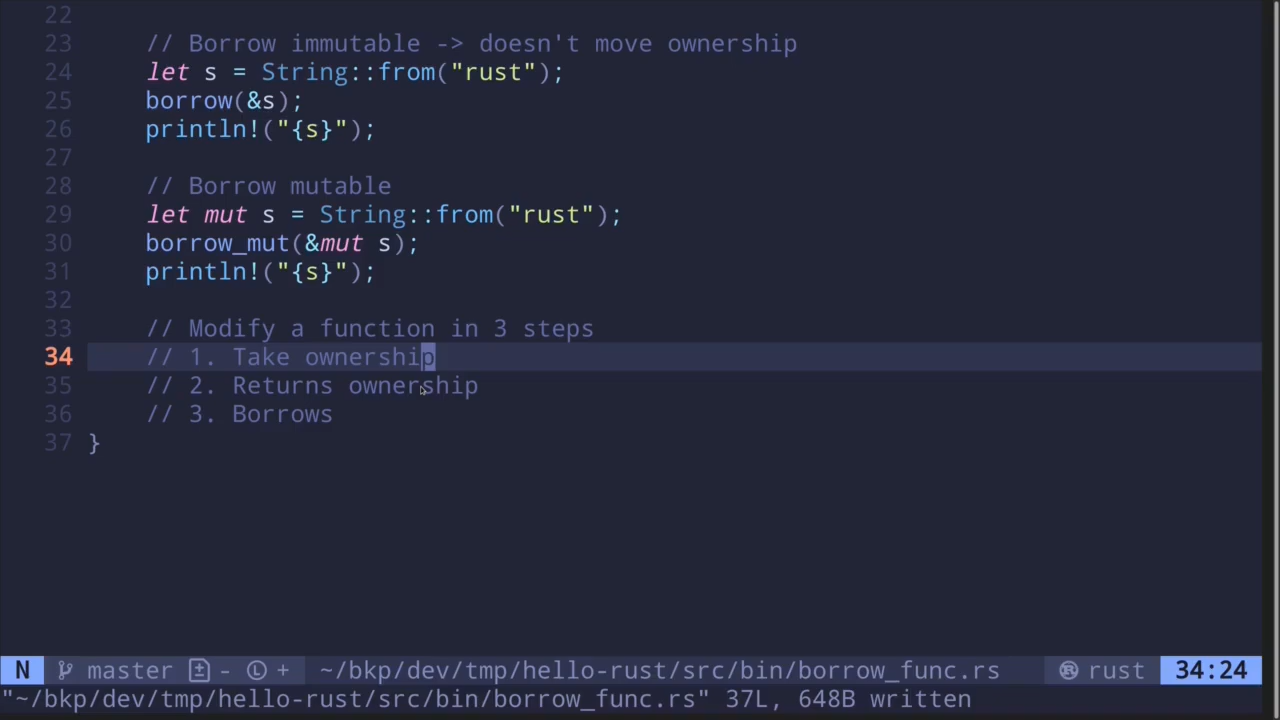 22
23 // Borrow immutable -> doesn't move ownership
24 let s = String::from("rust");
25 borrow(&s);
26 println!("{s}");
27
28 // Borrow mutable
29 let mut s = String::from("rust");
30 borrow_mut(&mut s);
31 println!("{s}");
32
33 // Modify a function in 3 steps
34 // 1. Take ownership
35 // 2. Returns ownership
36 // 3. Borrows
37 }
N master - L + ~/bkp/dev/tmp/hello-rust/src/bin/borrow_func.rs rust 34:24
"~/bkp/dev/tmp/hello-rust/src/bin/borrow_func.rs" 37L, 648B written